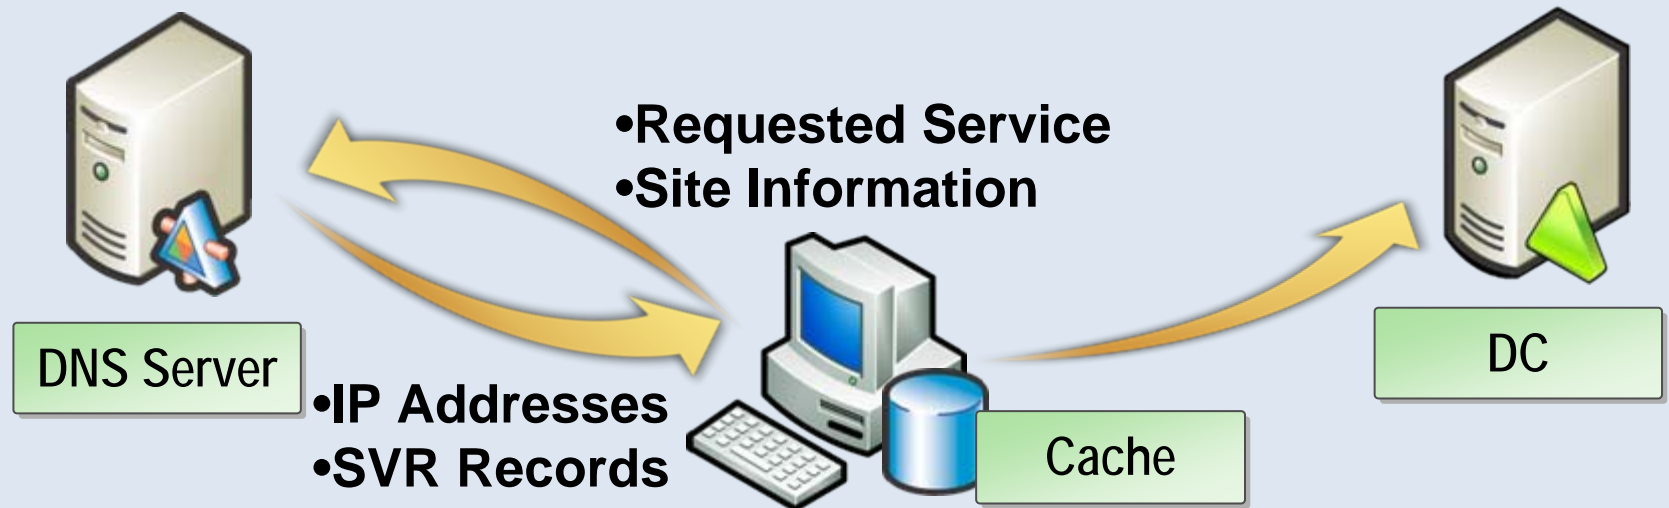 •Requested Service
•Site Information
DNS Server
DC
•IP Addresses
•SVR Records
Cache